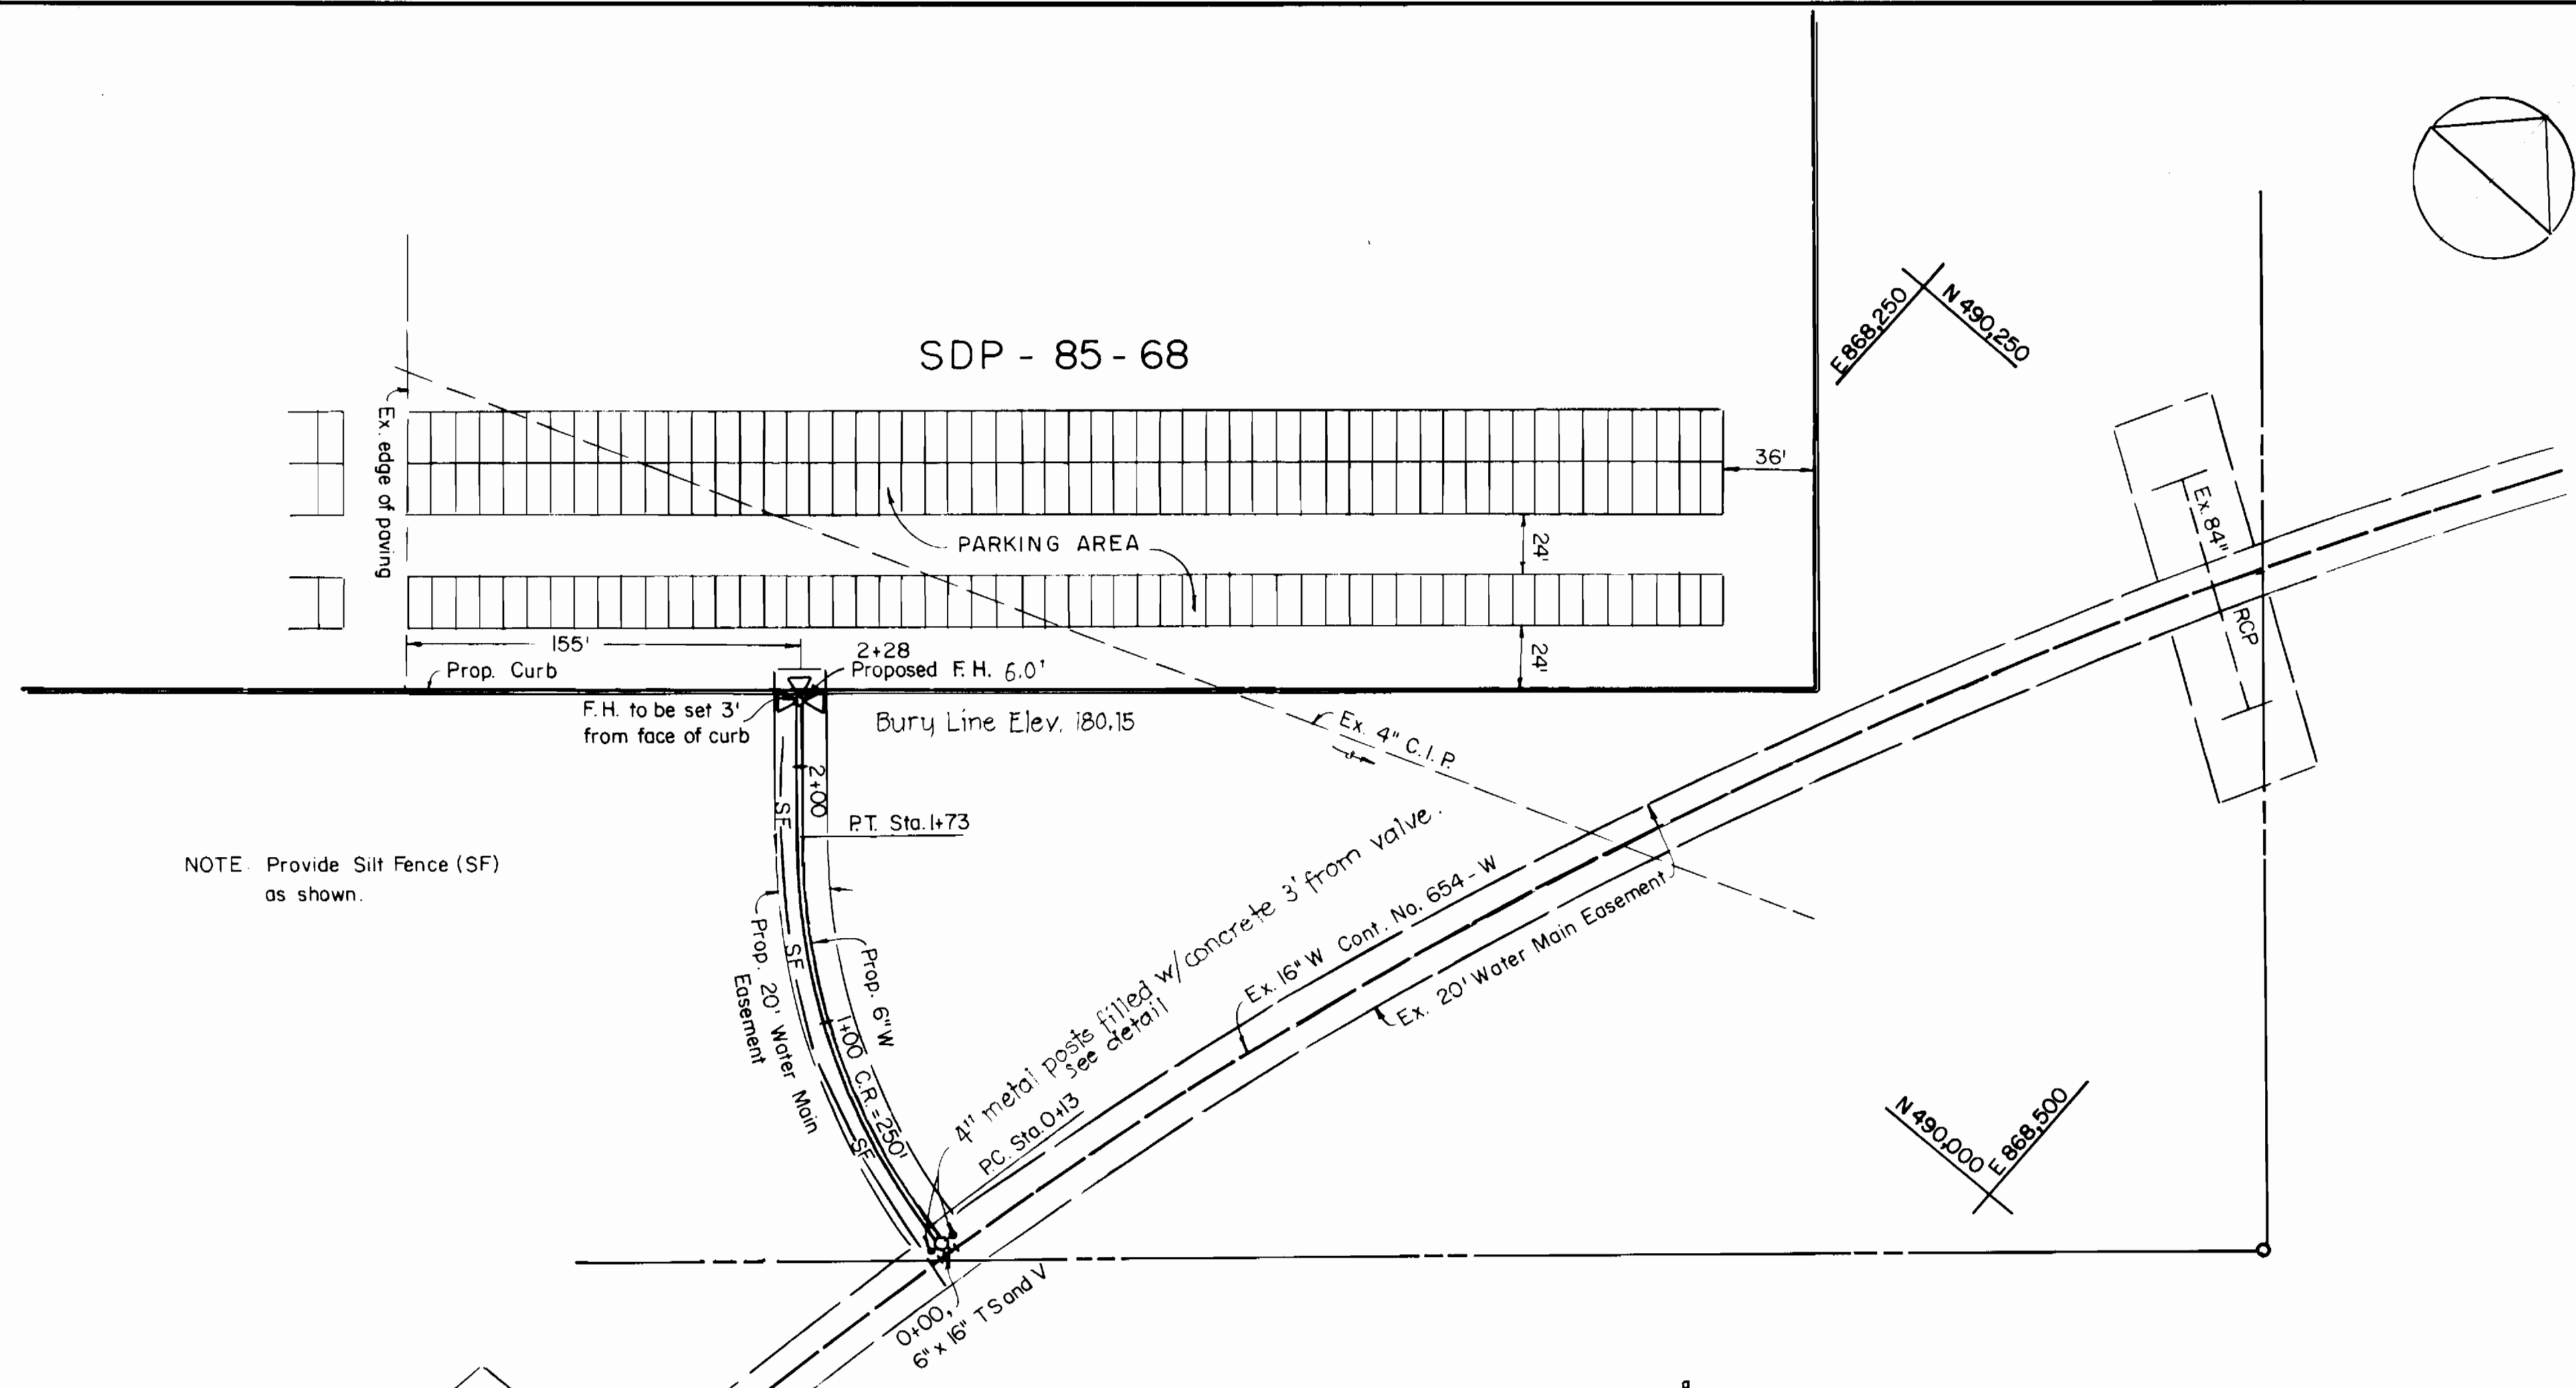 SDP - 85-68
E 868,250
N 490,250
Ex. edge of paving
36'
PARKING AREA
24'
Ex. 84"
RCP
155'
2+28
Proposed F.H. 6.0'
24'
Prop. Curb
F.H. to be set 3'
from face of curb
Bury Line Elev. 180.15
Ex. 4" C.I.P.
2+00
SF
P.T. Sta. 1+73
NOTE: Provide Silt Fence (SF)
as shown.
Prop. 20' Water Main
Easement
SF
Prop. 6" W
1+00
C.R. = 250'
SF
4" metal posts filled w/concrete 3' from valve.
see detail
P.C. Sta. 0+13
Ex. 16" W Cont. No. 654-W
Ex. 20' Water Main Easement
N 490,000
E 868,500
0+00,
6" x 16" TS and V